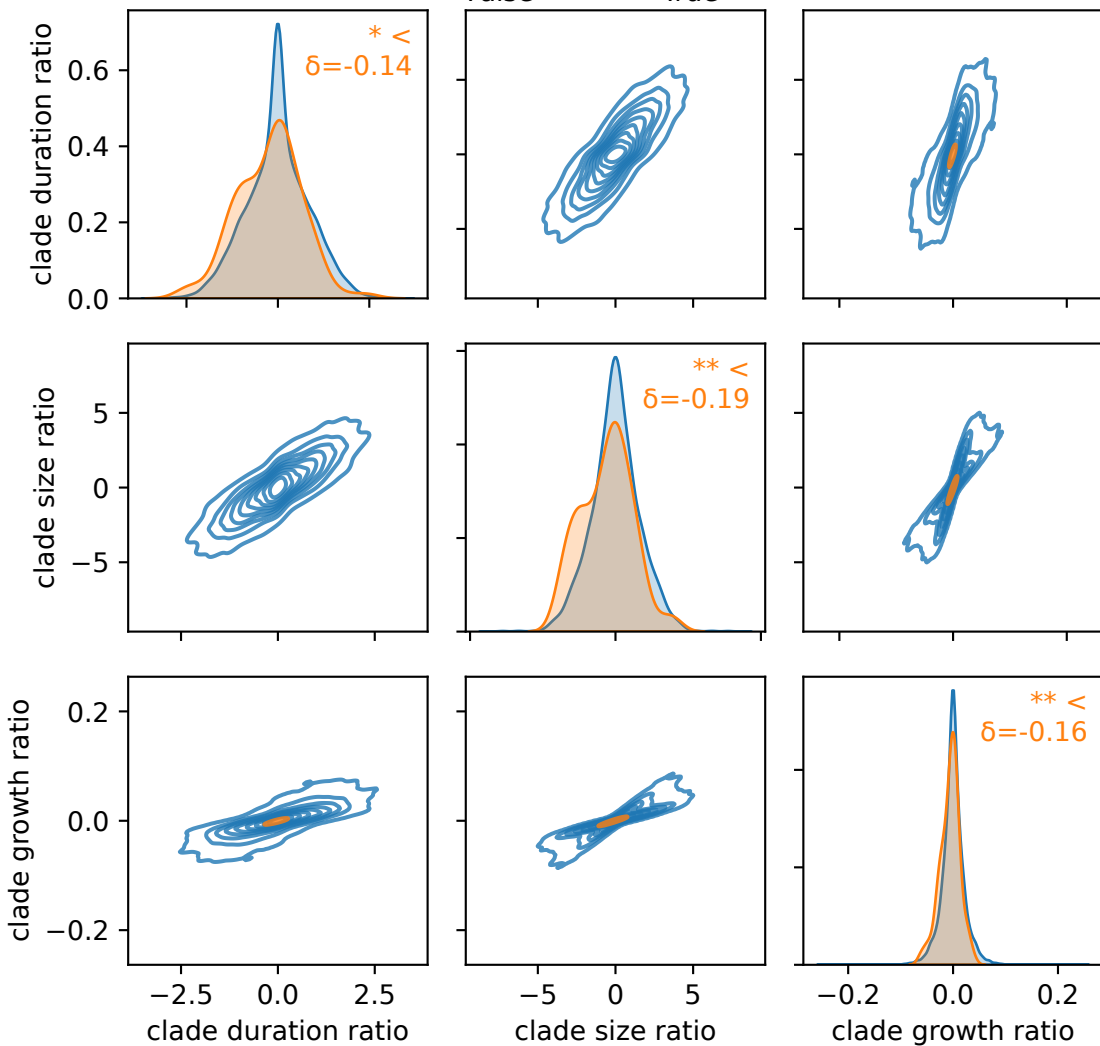 * <
δ=-0.14
clade duration ratio
0.6
0.4
0.2
0.0
** <
δ=-0.19
clade size ratio
5
0
−5
** <
δ=-0.16
clade growth ratio
0.2
0.0
−0.2
−2.5 0.0 2.5
−5 0 5
−0.2 0.0 0.2
clade duration ratio
clade size ratio
clade growth ratio